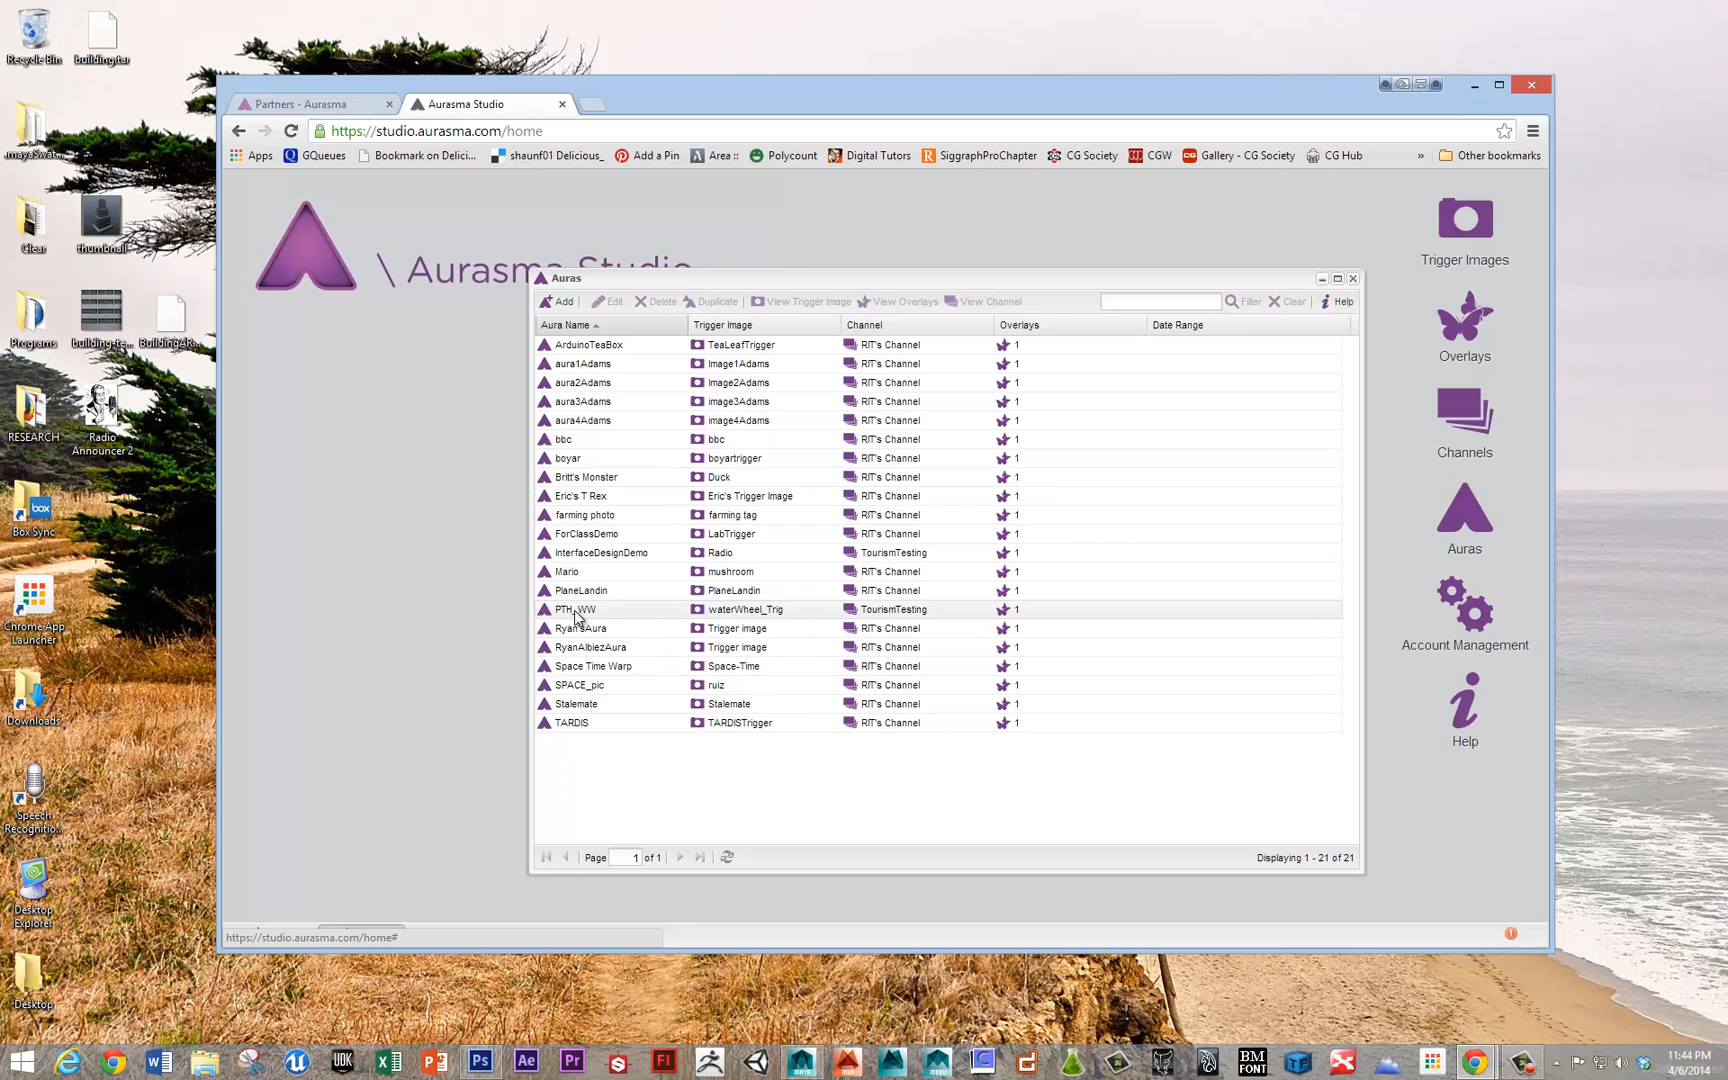 Recycle Bin
building.tar
.mayaSwat...
Clear
thumbnail
Programs
building-te...
BuildingAR...
RESEARCH
Radio Announcer 2
box
Box Sync
Chrome App Launcher
Downloads
Speech Recognitio...
Desktop Explorer
Desktop
Partners - Aurasma
Aurasma Studio
https://studio.aurasma.com/home
Apps
GQueues
Bookmark on Delici...
shaunf01 Delicious_
Add a Pin
Area ::
Polycount
Digital Tutors
SiggraphProChapter
CG Society
CGW
Gallery - CG Society
CG Hub
»
Other bookmarks
\ Aurasma Studio
Auras
Add Edit Delete Duplicate View Trigger Image View Overlays View Channel Filter Clear Help
Aura Name Trigger Image Channel Overlays Date Range
ArduinoTeaBox TeaLeafTrigger RIT's Channel 1
aura1Adams Image1Adams RIT's Channel 1
aura2Adams Image2Adams RIT's Channel 1
aura3Adams image3Adams RIT's Channel 1
aura4Adams image4Adams RIT's Channel 1
bbc bbc RIT's Channel 1
boyar boyartrigger RIT's Channel 1
Britt's Monster Duck RIT's Channel 1
Eric's T Rex Eric's Trigger Image RIT's Channel 1
farming photo farming tag RIT's Channel 1
ForClassDemo LabTrigger RIT's Channel 1
InterfaceDesignDemo Radio TourismTesting 1
Mario mushroom RIT's Channel 1
PlaneLandin PlaneLandin RIT's Channel 1
PTH_WW waterWheel_Trig TourismTesting 1
Ryan'sAura Trigger image RIT's Channel 1
RyanAlbiezAura Trigger image RIT's Channel 1
Space Time Warp Space-Time RIT's Channel 1
SPACE_pic ruiz RIT's Channel 1
Stalemate Stalemate RIT's Channel 1
TARDIS TARDISTrigger RIT's Channel 1
Page 1 of 1
Displaying 1 - 21 of 21
Trigger Images
Overlays
Channels
Auras
Account Management
Help
https://studio.aurasma.com/home#
UDK
Ps
Ae
Pr
Fl
BM FONT
11:44 PM
4/6/2014